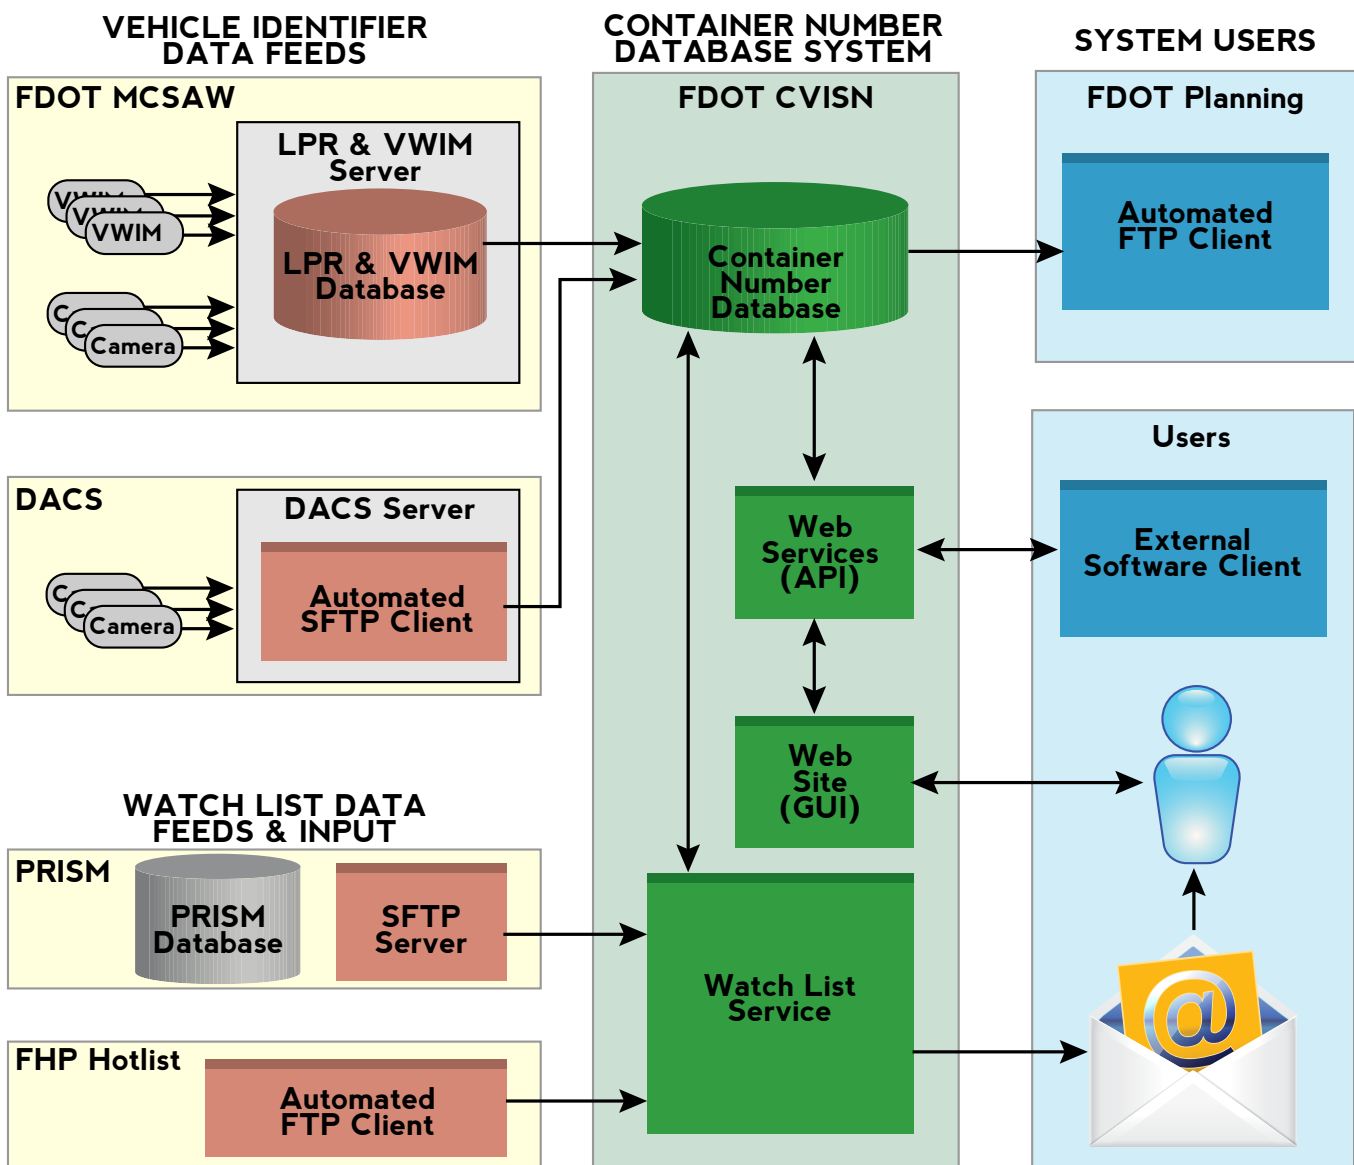 VEHICLE IDENTIFIER
DATA FEEDS
FDOT MCSAW
LPR & VWIM
Server
VWIM
VWIM
VWIM
LPR & VWIM
Database
C
C
Camera
DACS
DACS Server
C
C
Camera
Automated
SFTP Client
WATCH LIST DATA
FEEDS & INPUT
PRISM
PRISM
Database
SFTP
Server
FHP Hotlist
Automated
FTP Client
CONTAINER NUMBER
DATABASE SYSTEM
FDOT CVISN
Container
Number
Database
Web
Services
(API)
Web
Site
(GUI)
Watch List
Service
SYSTEM USERS
FDOT Planning
Automated
FTP Client
Users
External
Software Client
@